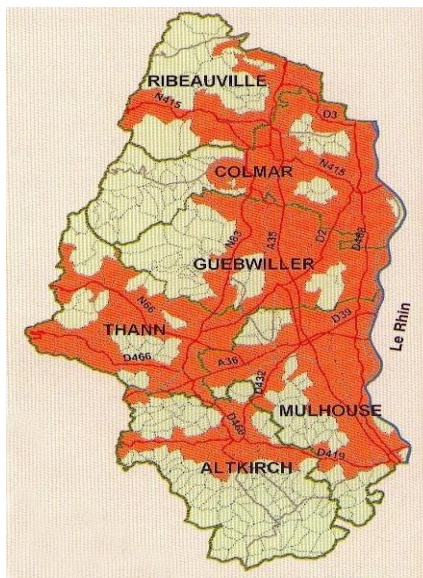 RIBEAUVILLE
N415
D3
COLMAR
N415
N83
A35
D2
D468
GUEBWILLER
N66
THANN
D39
Le Rhin
D466
A36
D432
MULHOUSE
D466
D419
ALTKIRCH